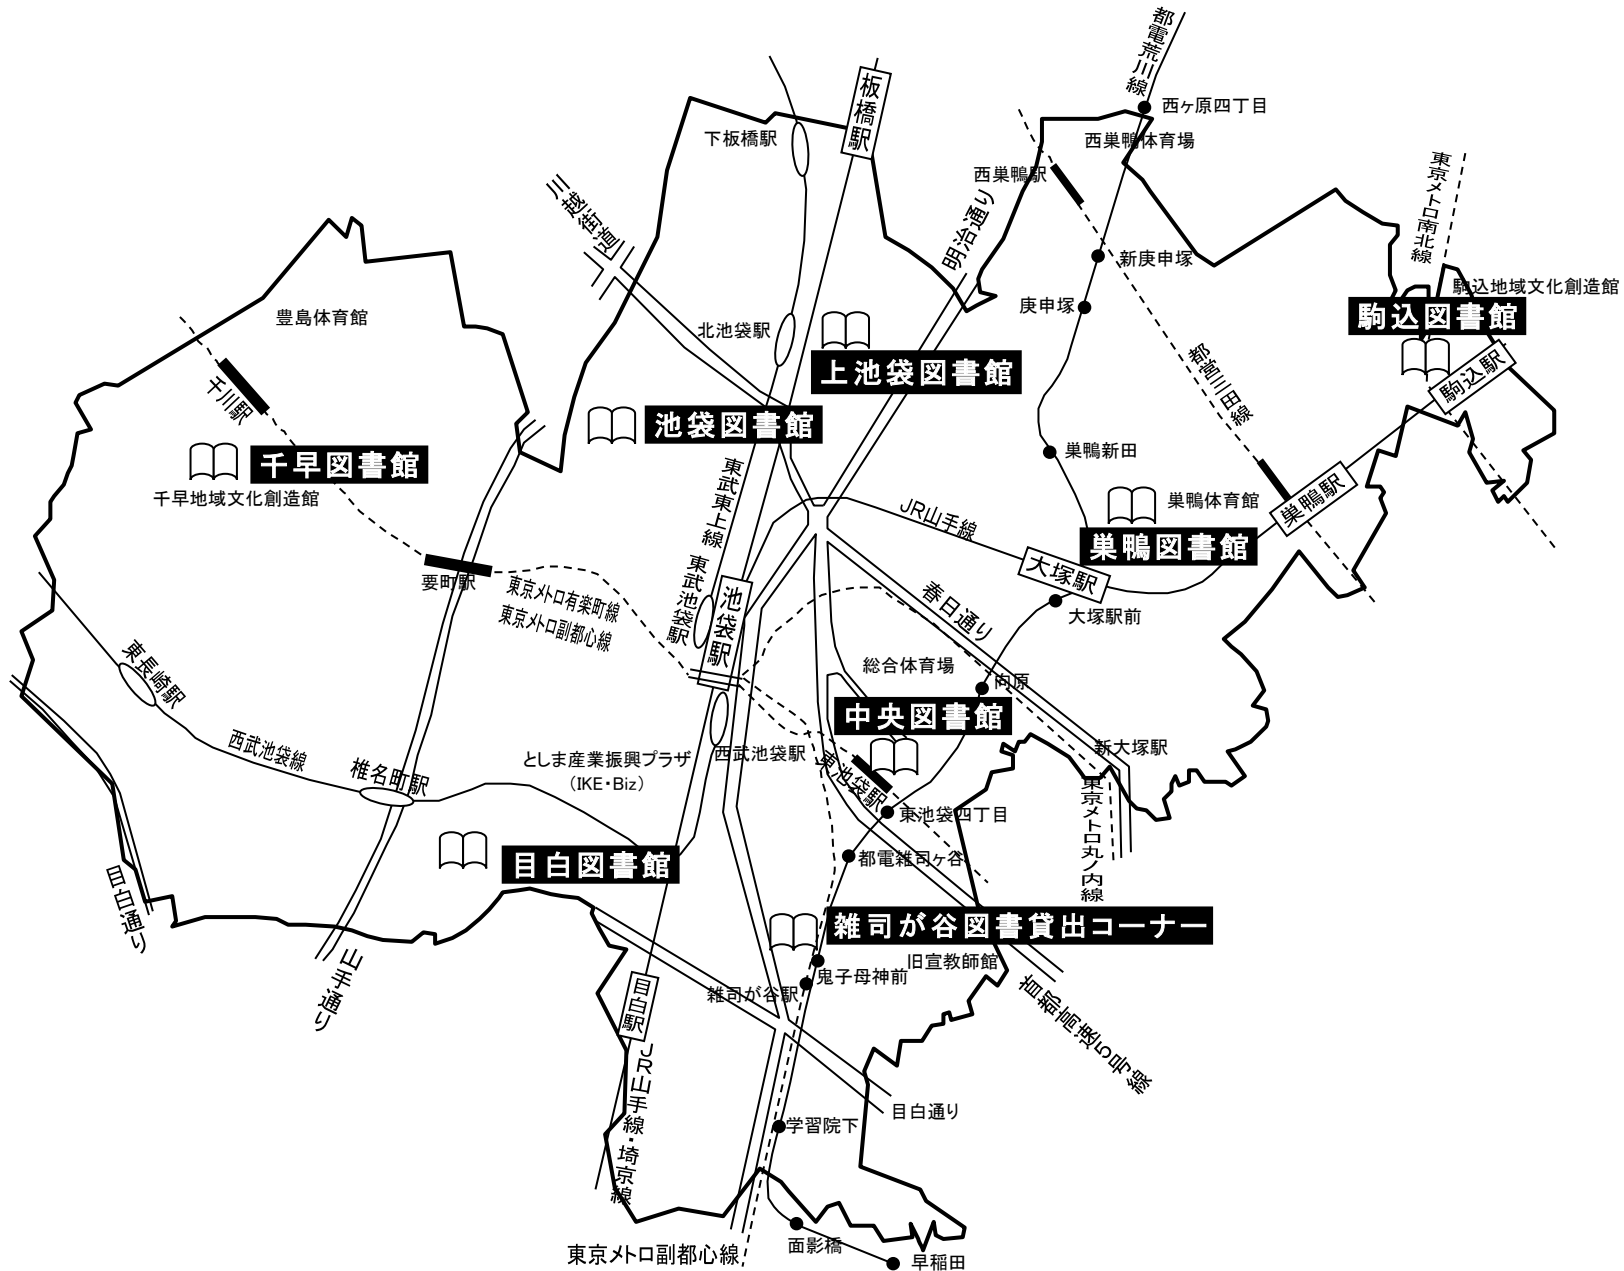 都電荒川線
西ヶ原四丁目
板橋駅
下板橋駅
西巣鴨体育場
西巣鴨駅
東京メトロ南北線
川越街道
明治通り
新庚申塚
庚申塚
駒込地域文化創造館
駒込図書館
駒込駅
豊島体育館
北池袋駅
上池袋図書館
都営三田線
千川駅
池袋図書館
千早図書館
千早地域文化創造館
巣鴨新田
巣鴨体育館
巣鴨駅
巣鴨図書館
東武東上線
JR山手線
大塚駅
大塚駅前
要町駅
東京メトロ有楽町線
東京メトロ副都心線
東武池袋駅
池袋駅
春日通り
総合体育場
向原
東長崎駅
中央図書館
新大塚駅
西武池袋線
椎名町駅
としま産業振興プラザ
（IKE・Biz）
西武池袋駅
東池袋駅
東池袋四丁目
東京メトロ丸ノ内線
都電雑司ヶ谷
目白図書館
目白通り
山手通り
雑司が谷図書貸出コーナー
旧宣教師館
鬼子母神前
雑司が谷駅
首都高速5号線
目白駅
JR山手線・埼京線
目白通り
学習院下
面影橋
早稲田
東京メトロ副都心線